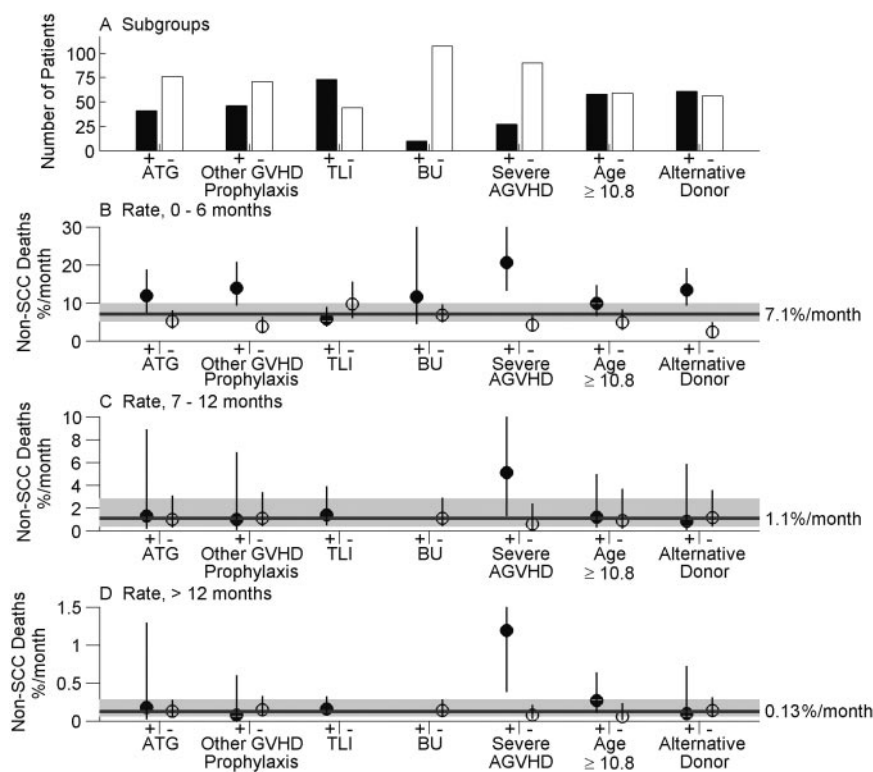 A Subgroups
Number of Patients
100
75
50
25
0
+ - + - + - + - + - + - + -
ATG Other GVHD TLI BU Severe Age Alternative
Prophylaxis AGVHD ≥ 10.8 Donor
B Rate, 0 - 6 months
Non-SCC Deaths
%/month
30
20
10
0
7.1%/month
+ - + - + - + - + - + - + -
ATG Other GVHD TLI BU Severe Age Alternative
Prophylaxis AGVHD ≥ 10.8 Donor
C Rate, 7 - 12 months
Non-SCC Deaths
%/month
10
8
6
4
2
0
1.1%/month
+ - + - + - + - + - + - + -
ATG Other GVHD TLI BU Severe Age Alternative
Prophylaxis AGVHD ≥ 10.8 Donor
D Rate, > 12 months
Non-SCC Deaths
%/month
1.5
1
0.5
0
0.13%/month
+ - + - + - + - + - + - + -
ATG Other GVHD TLI BU Severe Age Alternative
Prophylaxis AGVHD ≥ 10.8 Donor